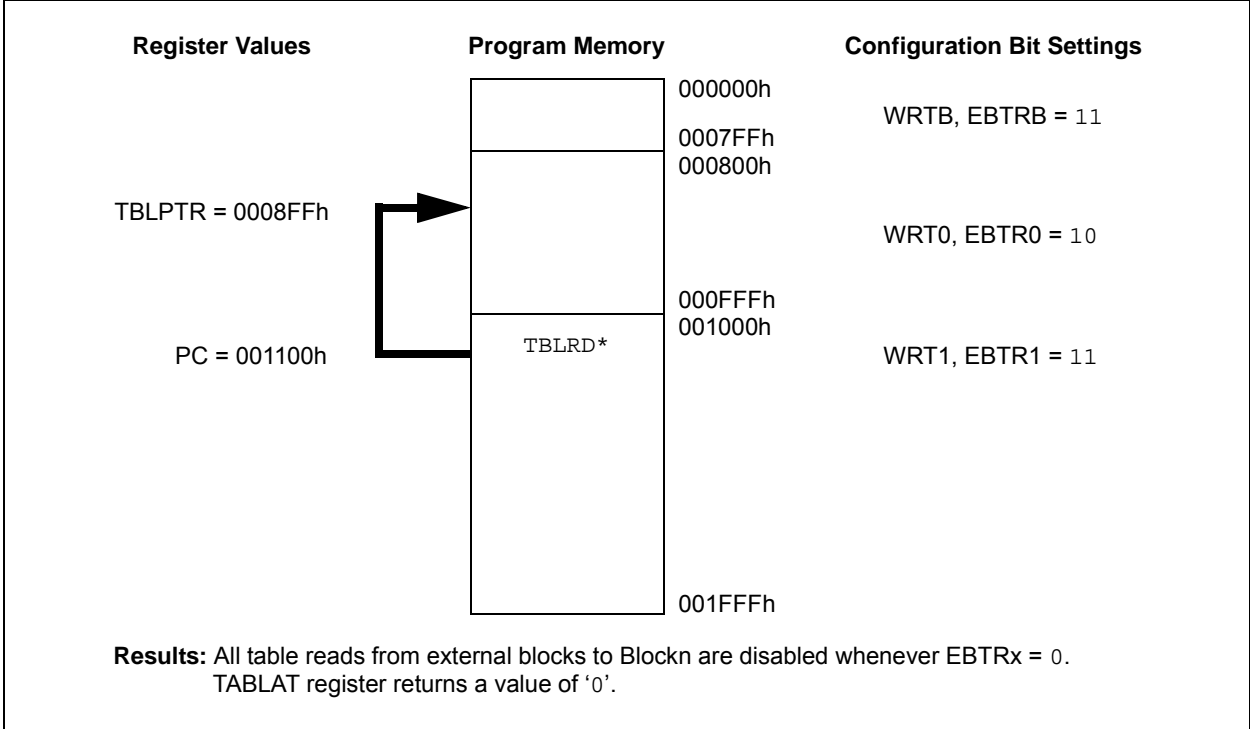 Register Values
Program Memory
Configuration Bit Settings
000000h
WRTB, EBTRB = 11
0007FFh
000800h
TBLPTR = 0008FFh
WRT0, EBTR0 = 10
000FFFh
001000h
TBLRD*
PC = 001100h
WRT1, EBTR1 = 11
001FFFh
Results: All table reads from external blocks to Blockn are disabled whenever EBTRx = 0.
TABLAT register returns a value of ‘0’.